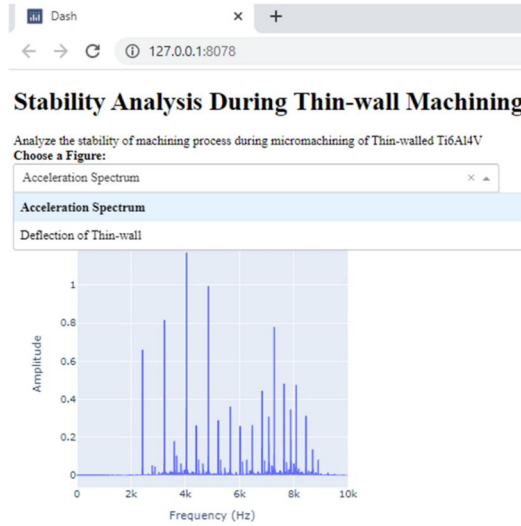 Dash
127.0.0.1:8078
Stability Analysis During Thin-wall Machining
Analyze the stability of machining process during micromachining of Thin-walled Ti6Al4V
Choose a Figure:
Acceleration Spectrum
Acceleration Spectrum
Deflection of Thin-wall
1
0.8
0.6
0.4
0.2
0
Amplitude
0 2k 4k 6k 8k 10k
Frequency (Hz)